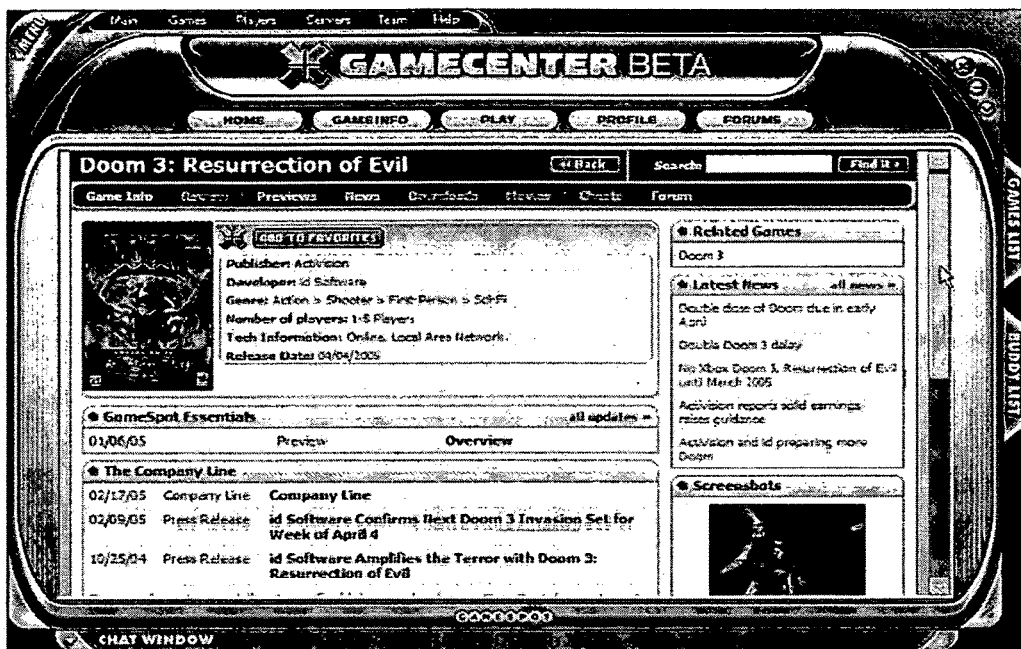 MENU
Main Games Players Servers Team Help
GAMECENTER BETA
HOME GAME INFO PLAY PROFILE FORUMS
Doom 3: Resurrection of Evil
Back
Search:
Find it
Game Info Reviews Previews News Downloads Movies Cheats Forum
ADD TO FAVORITES
Publisher: Activision
Developer: id Software
Genre: Action > Shooter > First-Person > Sci-Fi
Number of players: 1-8 Players
Tech Information: Online, Local Area Network,
Release Date: 04/04/2005
GameSpot Essentials all updates »
01/06/05 Preview Overview
The Company Line
02/17/05 Company Line Company Line
02/09/05 Press Release id Software Confirms Next Doom 3 Invasion Set for
Week of April 4
10/25/04 Press Release id Software Amplifies the Terror with Doom 3:
Resurrection of Evil
Related Games
Doom 3
Latest News all news »
Double dose of Doom due in early
April
Double Doom 3 delay
No Xbox Doom 3, Resurrection of Evil
until March 2005
Activision reports solid earnings,
raises guidance
Activision and id preparing more
Doom
Screenshots
GAMES LIST
BUDDY LIST
GAMESPOT
CHAT WINDOW